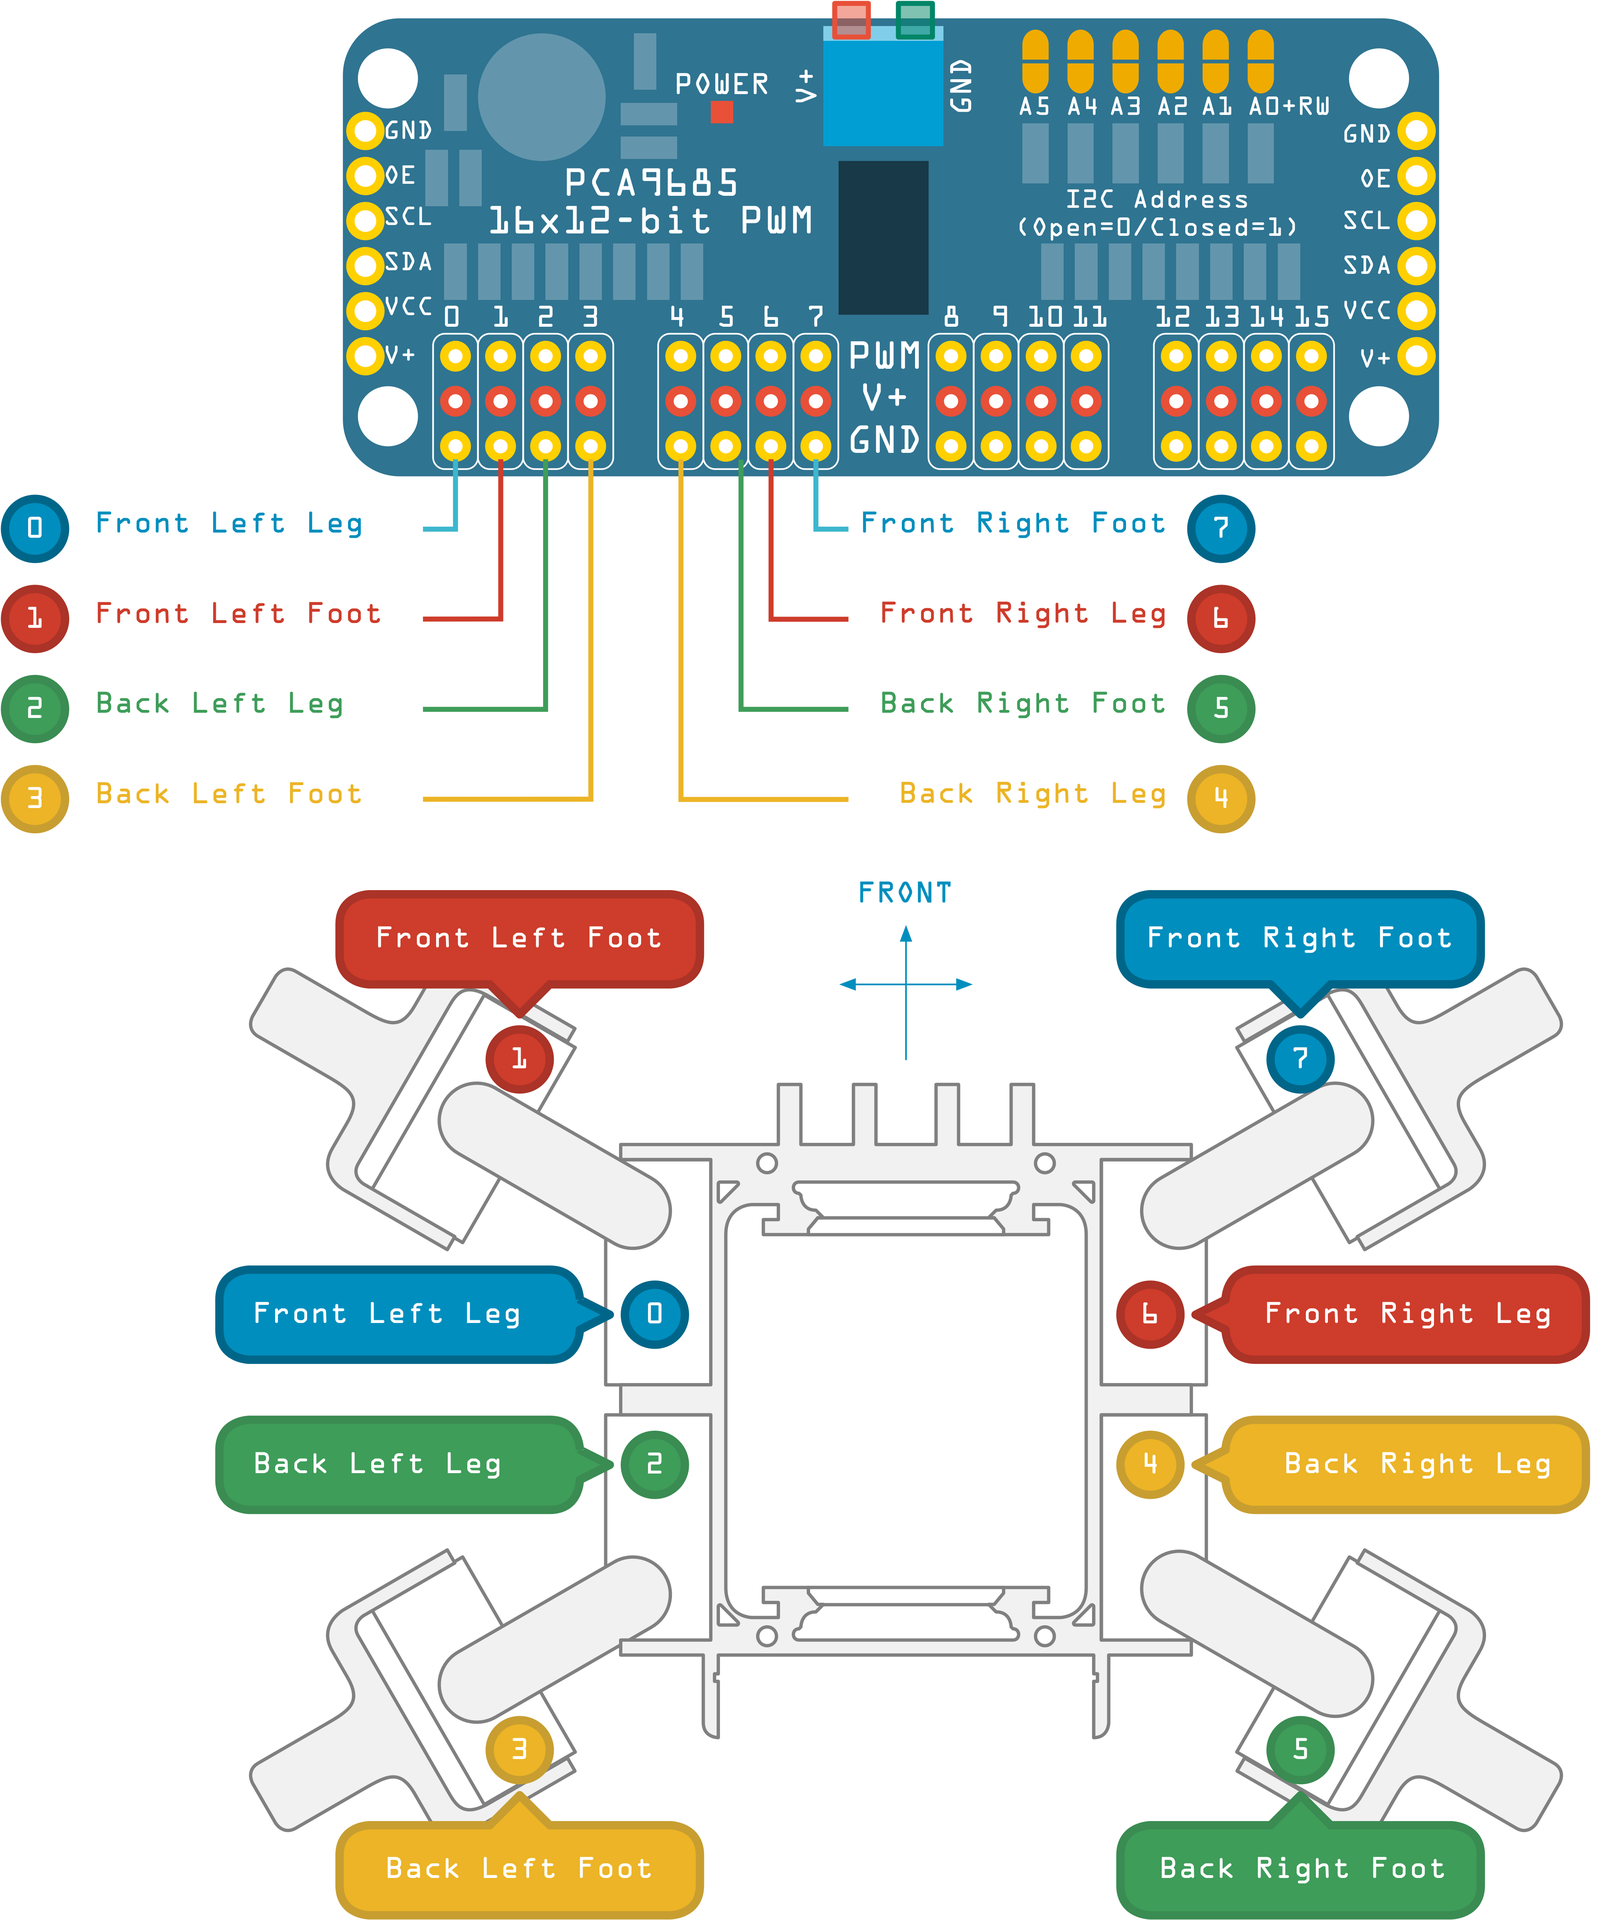 POWER
V+
GND
A5 A4 A3 A2 A1 A0+RW
GND
OE
SCL
SDA
VCC
V+
PCA9685
16x12-bit PWM
I2C Address
(Open=0/Closed=1)
GND
OE
SCL
SDA
VCC
V+
0 1 2 3 4 5 6 7 8 9 10 11 12 13 14 15
PWM
V+
GND
0 Front Left Leg
Front Right Foot 7
1 Front Left Foot
Front Right Leg 6
2 Back Left Leg
Back Right Foot 5
3 Back Left Foot
Back Right Leg 4
FRONT
Front Left Foot
Front Right Foot
1
7
Front Left Leg
0
6
Front Right Leg
Back Left Leg
2
4
Back Right Leg
3
5
Back Left Foot
Back Right Foot